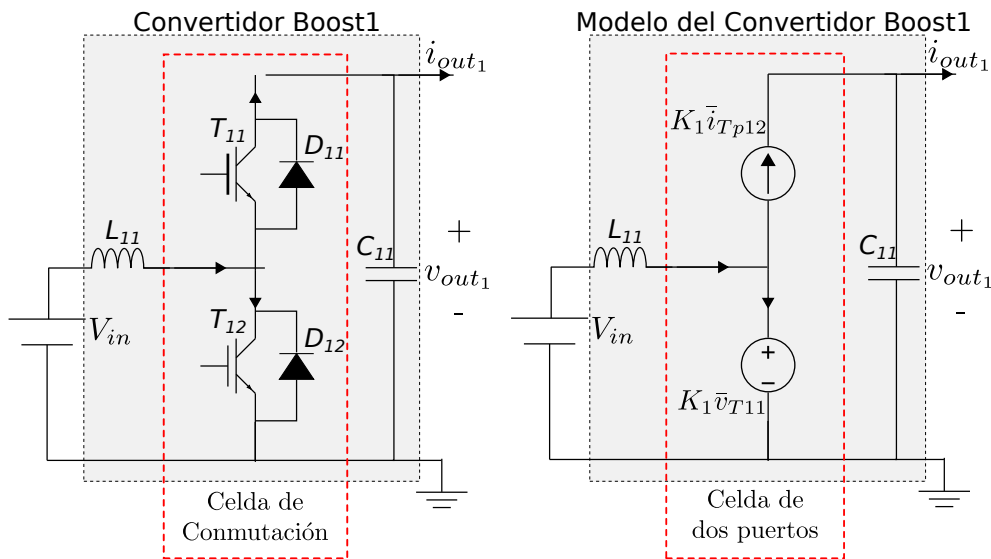 Convertidor Boost1
i_{out_1}
T_{11}
D_{11}
L_{11}
C_{11}
+
v_{out_1}
-
V_{in}
T_{12}
D_{12}
Celda de
Conmutación
Modelo del Convertidor Boost1
i_{out_1}
K_1 \bar{i}_{Tp12}
L_{11}
C_{11}
+
v_{out_1}
-
V_{in}
+
-
K_1 \bar{v}_{T11}
Celda de
dos puertos